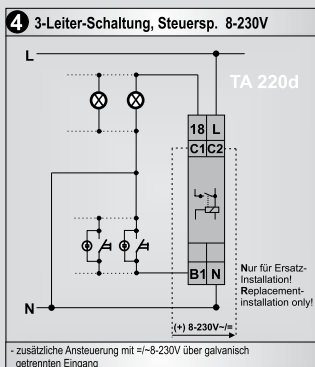 4 3-Leiter-Schaltung, Steuersp. 8-230V
L
TA 220d
18 L
C1 C2
B1 N
Nur für Ersatz-
Installation!
Replacement-
installation only!
N
(+) 8-230V~/=
- zusätzliche Ansteuerung mit =/~8-230V über galvanisch
getrennten Eingang